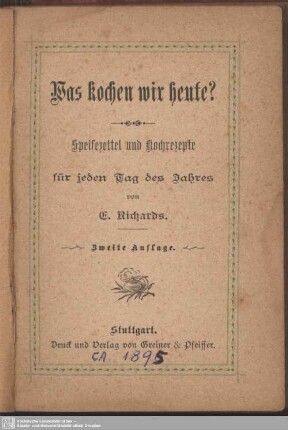 Was kochen wir heute?
Speisezettel und Kochrezepte
für jeden Tag des Jahres
von
E. Richards.
Zweite Auflage.
Stuttgart.
Druck und Verlag von Greiner & Pfeiffer.
CA. 1895